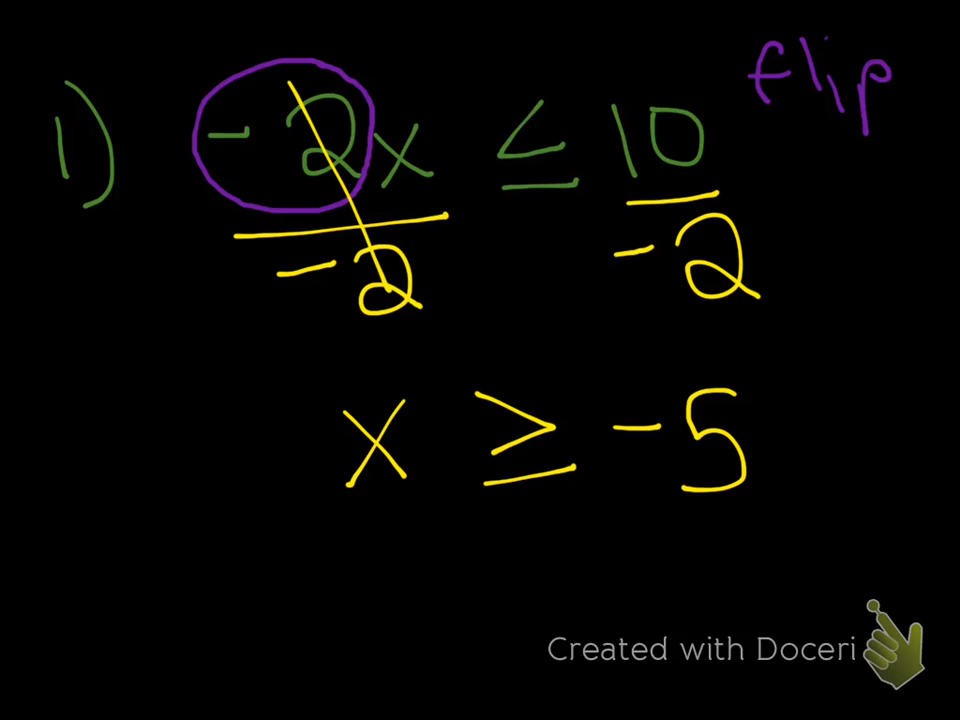 flip
1) -2x ≤ 10
-2 -2
x ≥ -5
Created with Doceri